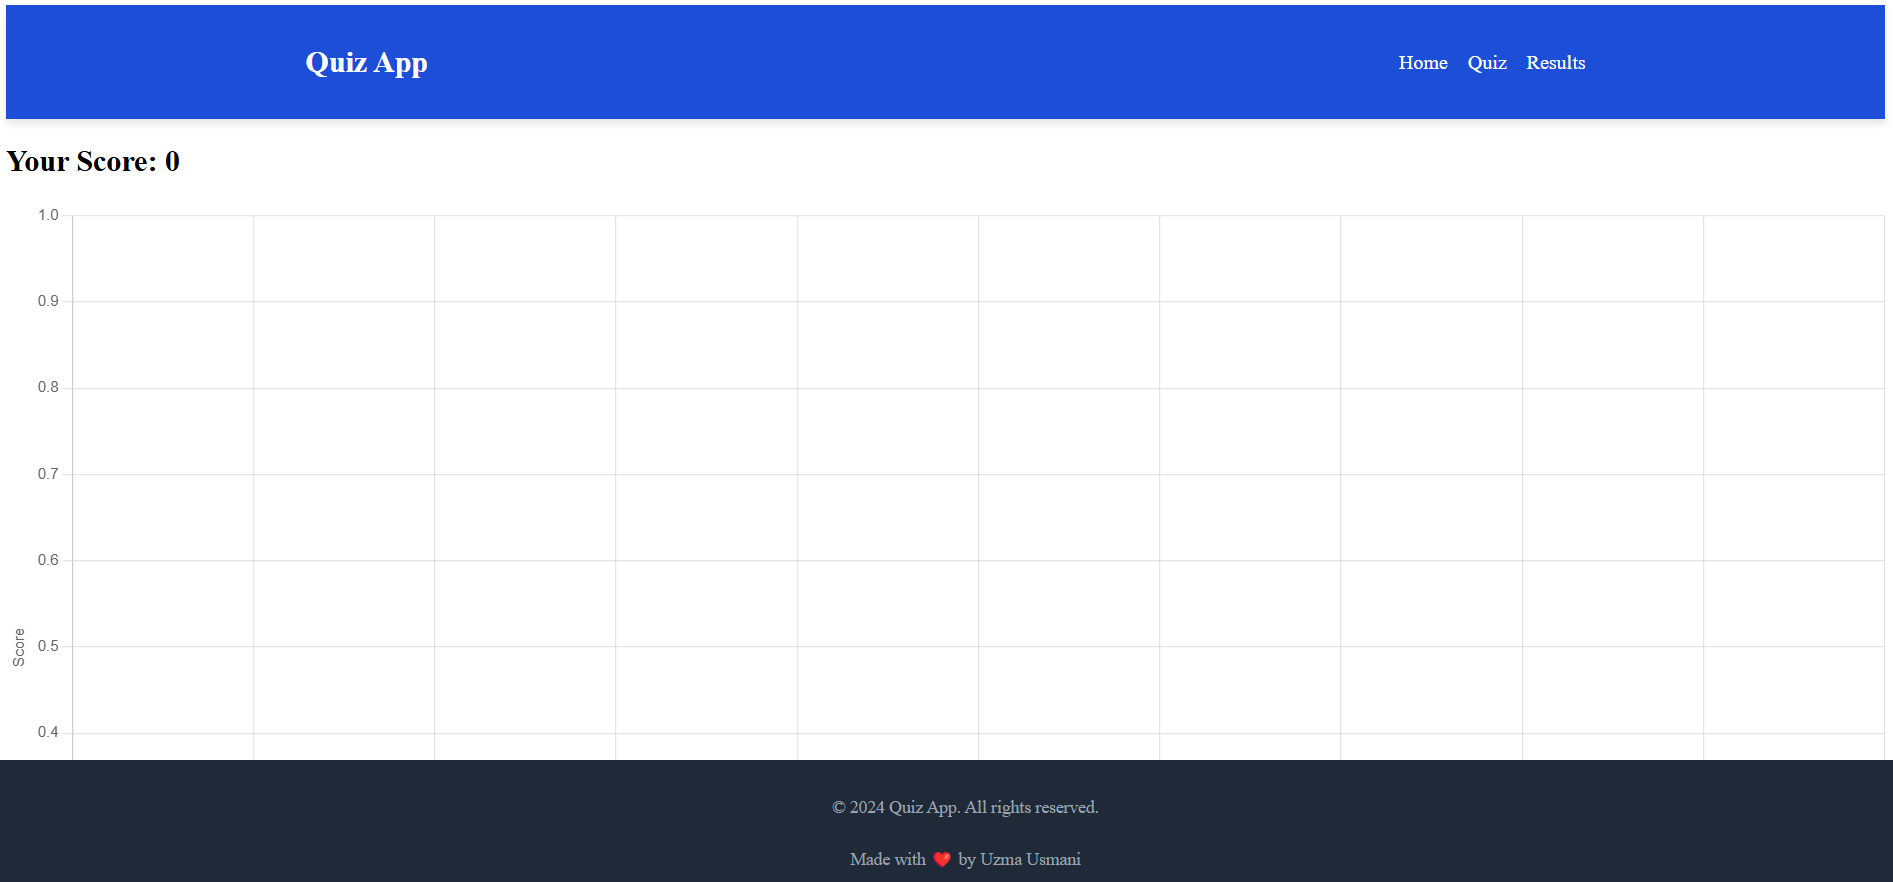 Quiz App
Home Quiz Results
Your Score: 0
1.0
0.9
0.8
0.7
0.6
0.5
0.4
Score
© 2024 Quiz App. All rights reserved.
Made with ❤️ by Uzma Usmani